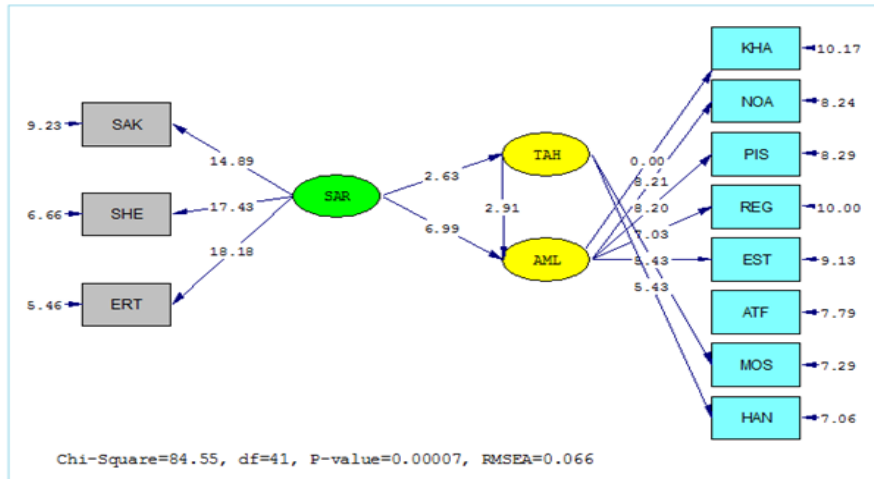 KHA
10.17
NOA
8.24
9.23
SAK
PIS
8.29
14.89
TAH
0.00
8.21
2.63
SAR
8.20
REG
10.00
6.66
SHE
17.43
2.91
6.99
7.03
18.18
AML
EST
9.13
5.43
5.43
5.46
ERT
ATF
7.79
MOS
7.29
HAN
7.06
Chi-Square=84.55, df=41, P-value=0.00007, RMSEA=0.066